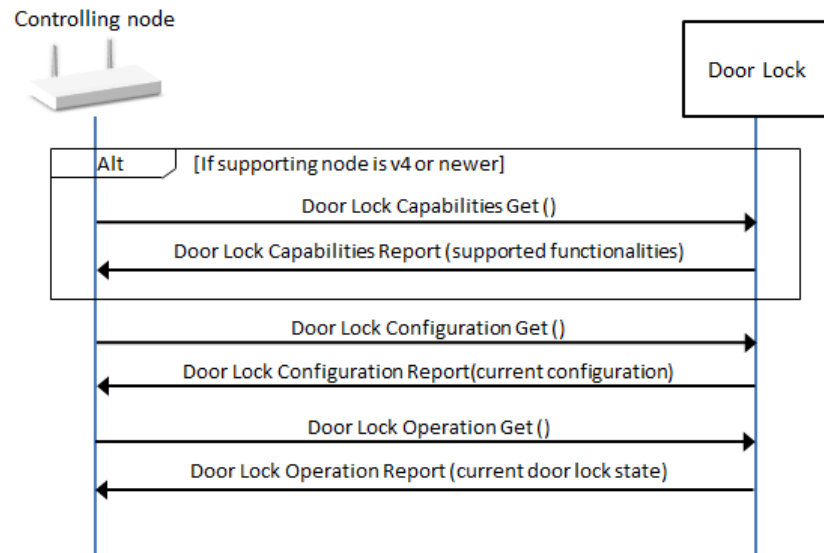 Controlling node
Door Lock
Alt [If supporting node is v4 or newer]
Door Lock Capabilities Get ()
Door Lock Capabilities Report (supported functionalities)
Door Lock Configuration Get ()
Door Lock Configuration Report(current configuration)
Door Lock Operation Get ()
Door Lock Operation Report (current door lock state)